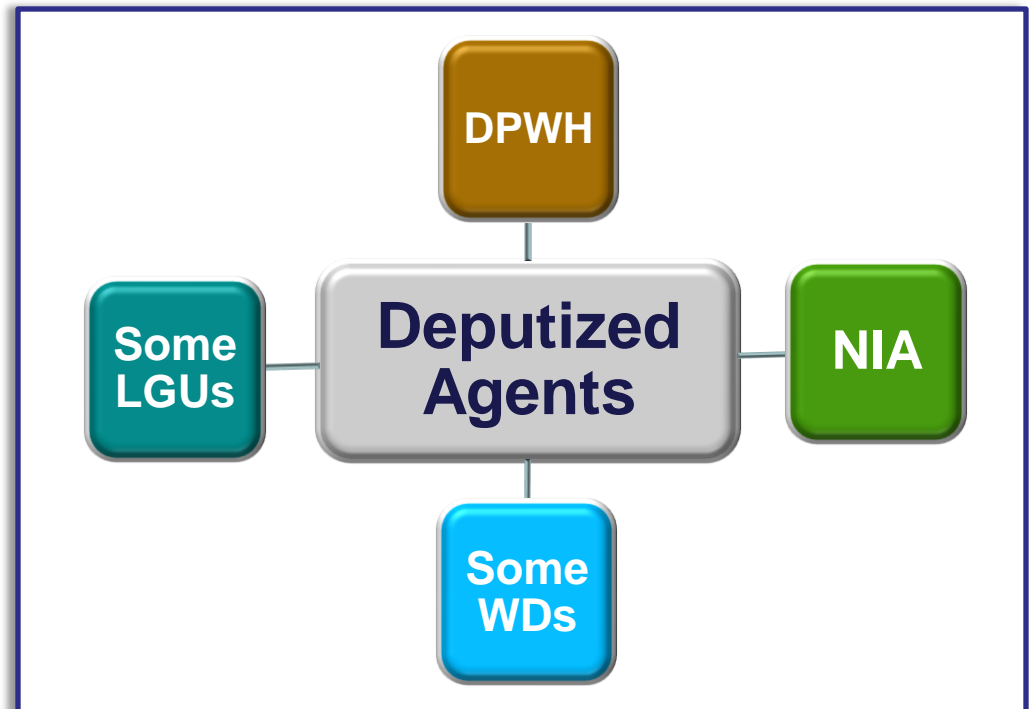 DPWH
Some
LGUs
Deputized
Agents
NIA
Some
WDs